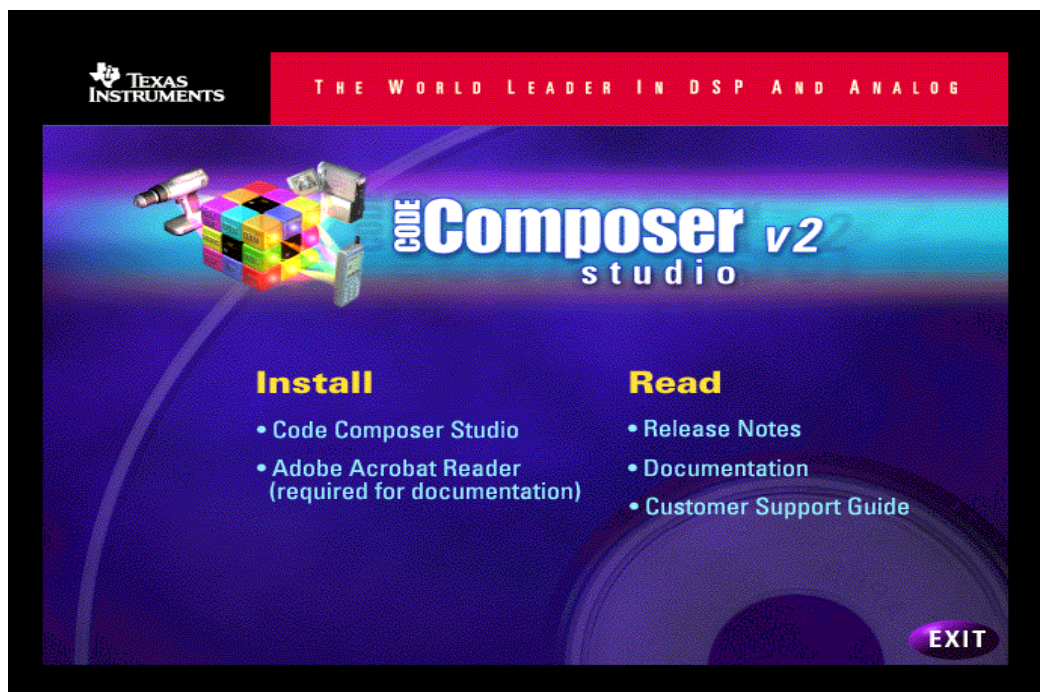 TEXAS
INSTRUMENTS
THE WORLD LEADER IN DSP AND ANALOG
CODE Composer v2
studio
Install
• Code Composer Studio
• Adobe Acrobat Reader
(required for documentation)
Read
• Release Notes
• Documentation
• Customer Support Guide
EXIT